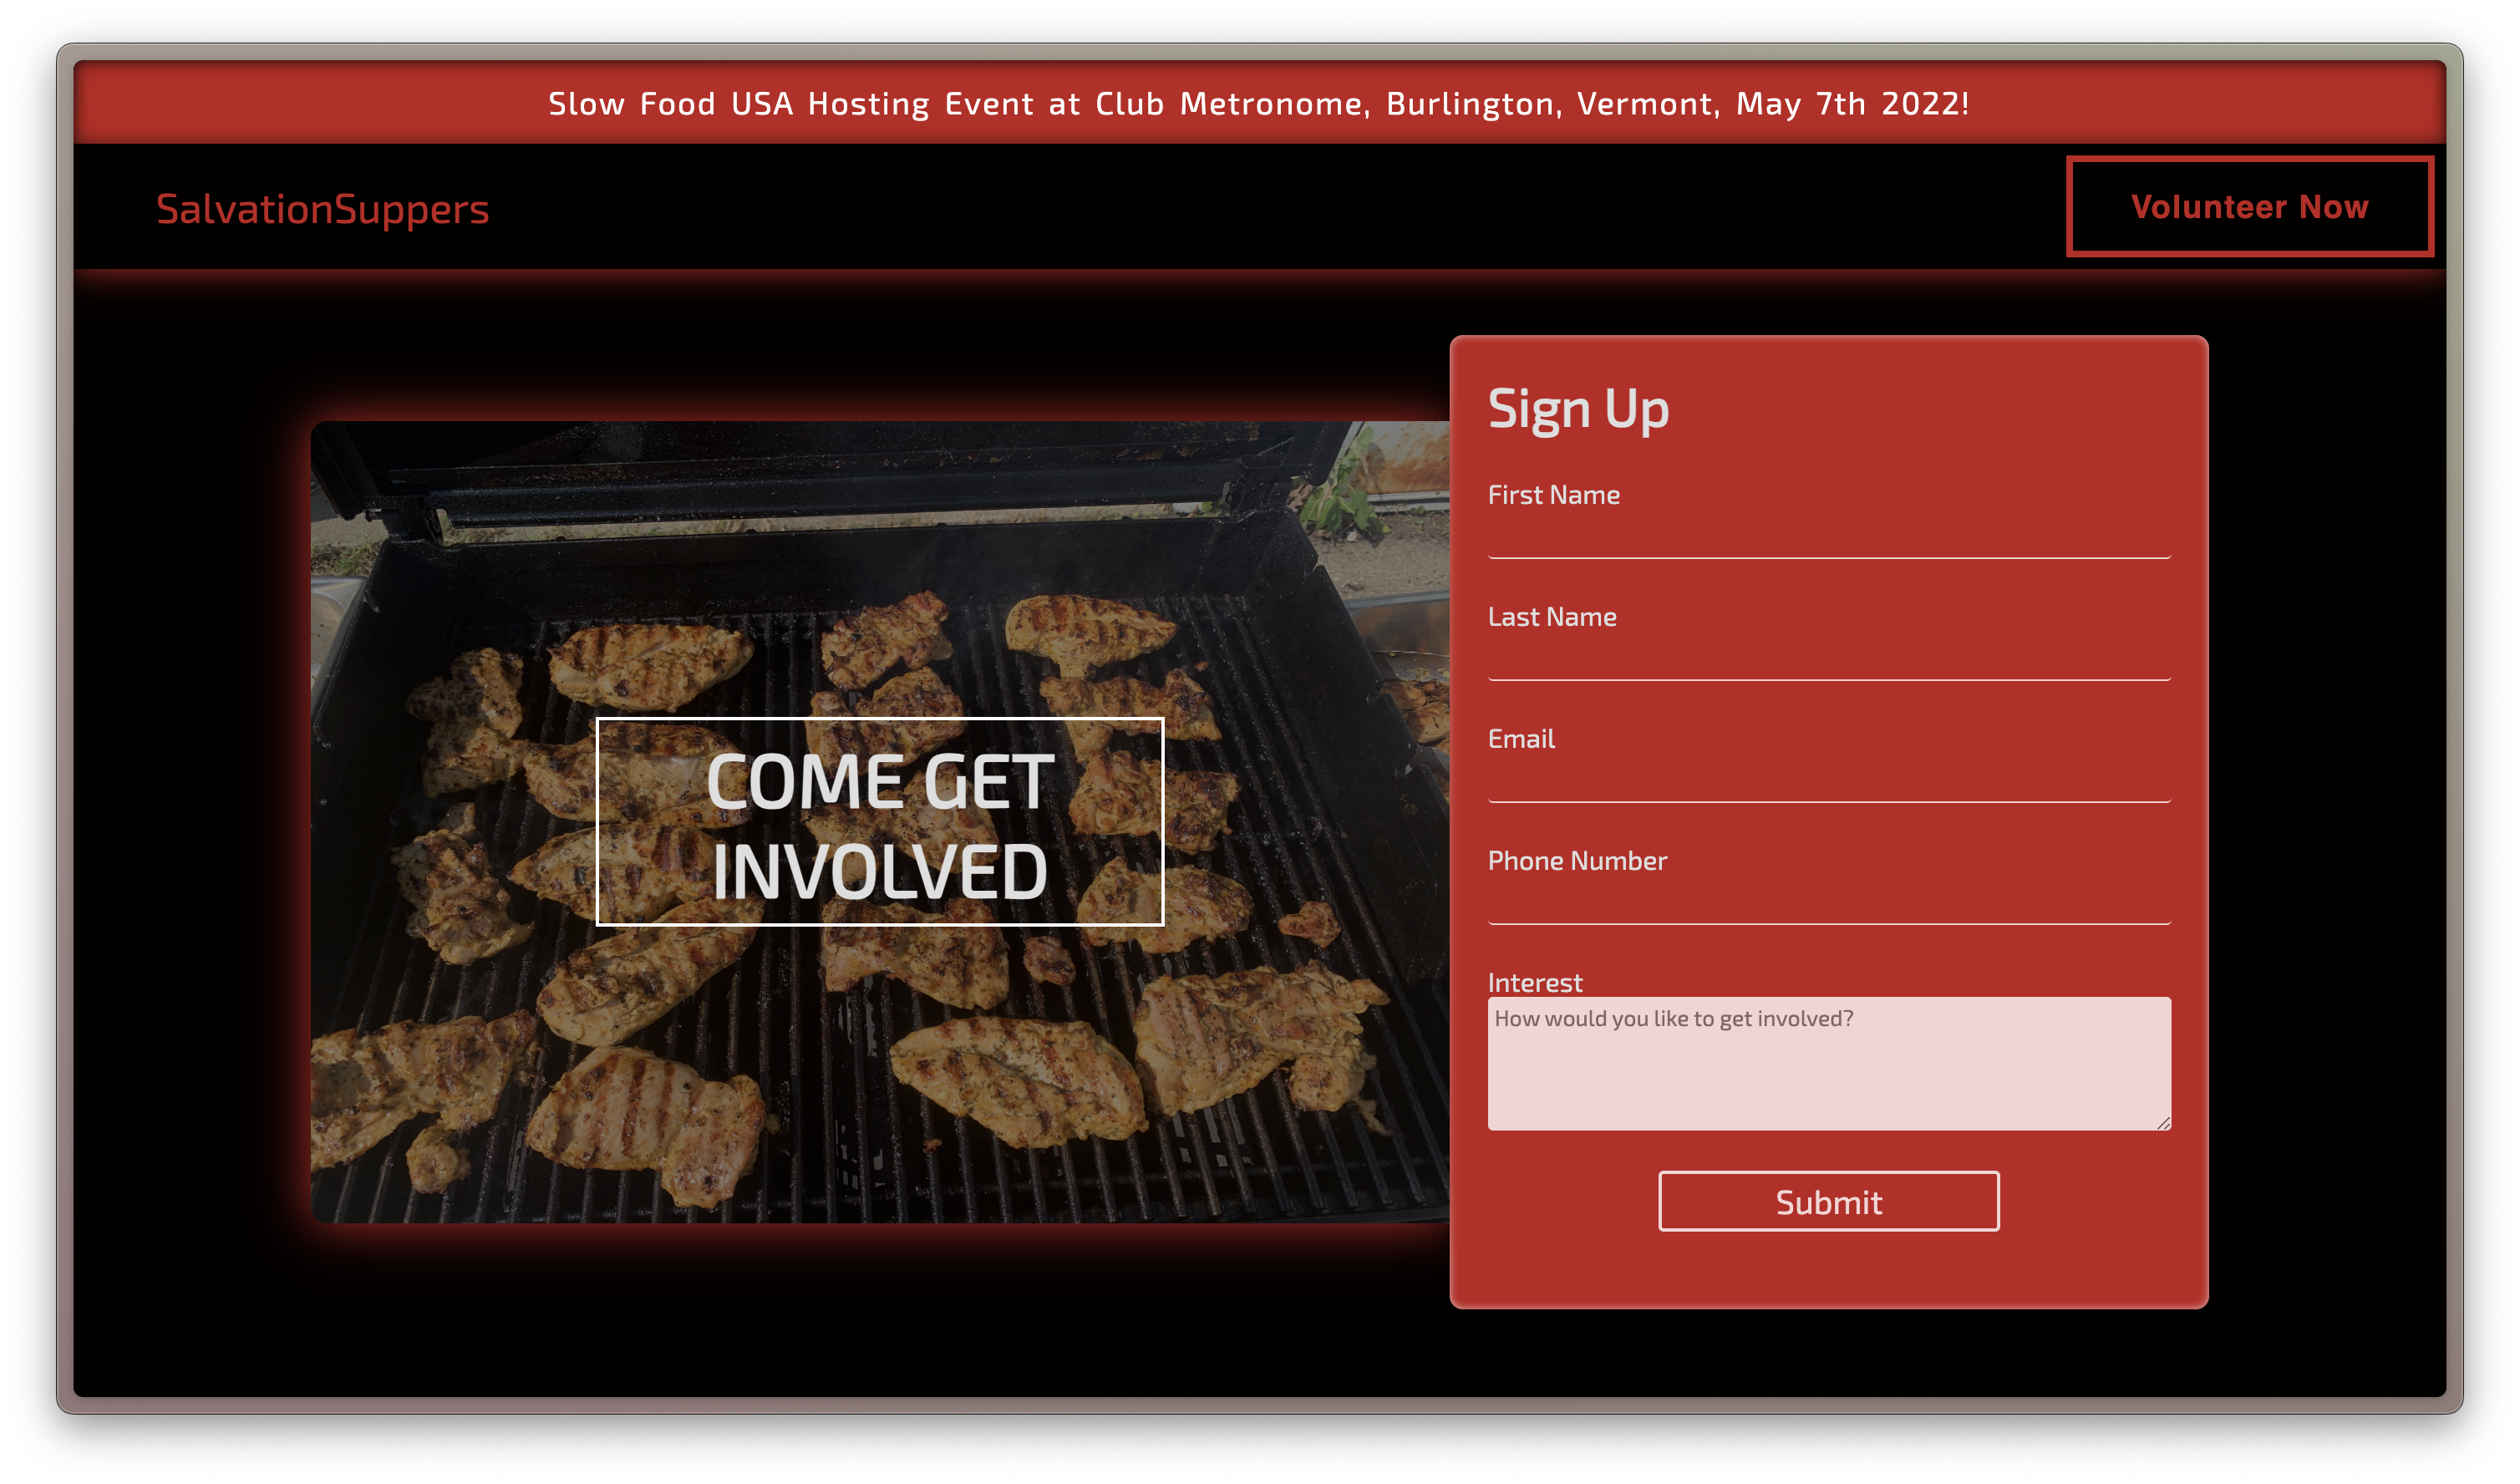 Slow Food USA Hosting Event at Club Metronome, Burlington, Vermont, May 7th 2022!
SalvationSuppers
Volunteer Now
COME GET
INVOLVED
Sign Up
First Name
Last Name
Email
Phone Number
Interest
How would you like to get involved?
Submit